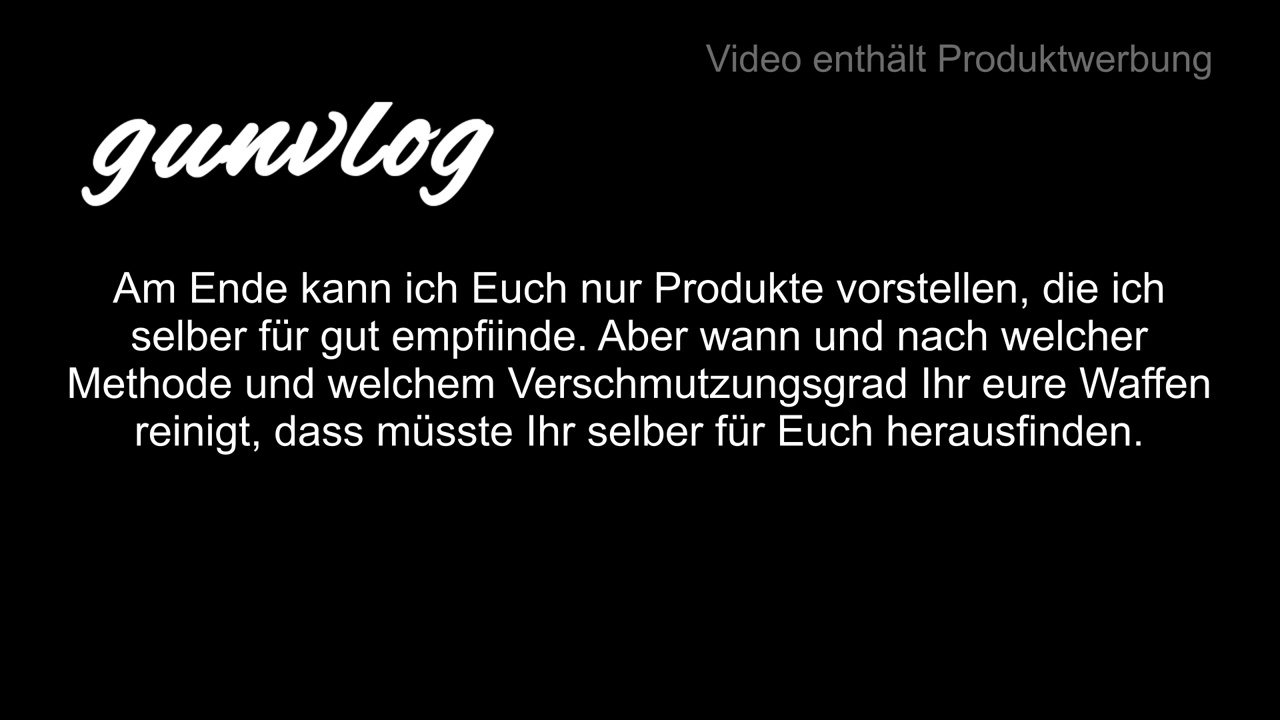 Video enthält Produktwerbung
gunvlog
Am Ende kann ich Euch nur Produkte vorstellen, die ich
selber für gut empfiinde. Aber wann und nach welcher
Methode und welchem Verschmutzungsgrad Ihr eure Waffen
reinigt, dass müsste Ihr selber für Euch herausfinden.